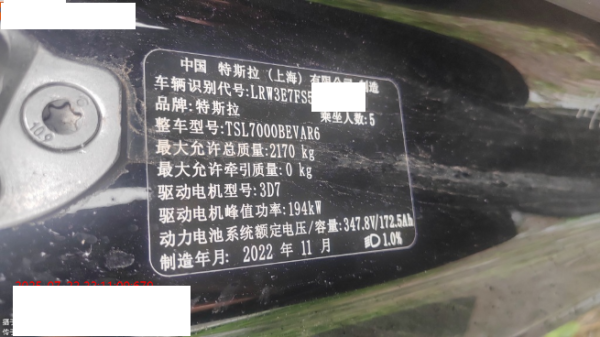 中国 特斯拉（上海）有限公司 制造
车辆识别代号:LRW3E7FS
品牌:特斯拉 乘坐人数:5
整车型号:TSL7000BEVAR6
最大允许总质量:2170 kg
最大允许牵引质量:0 kg
驱动电机型号:3D7
驱动电机峰值功率:194kW
动力电池系统额定电压/容量:347.8V/172.5Ah
制造年月: 2022 年 11 月 1.0%
109